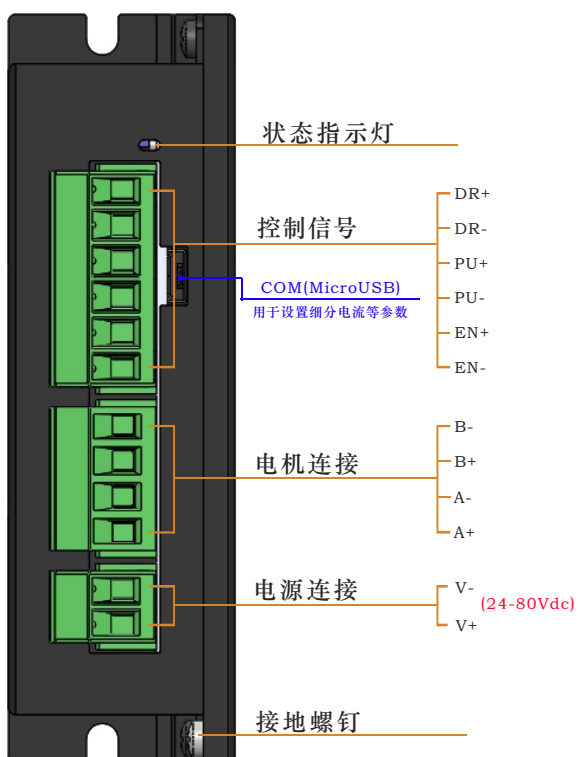 状态指示灯
控制信号
DR+
DR-
PU+
PU-
EN+
EN-
COM(MicroUSB)
用于设置细分电流等参数
电机连接
B-
B+
A-
A+
电源连接
V-
(24-80Vdc)
V+
接地螺钉